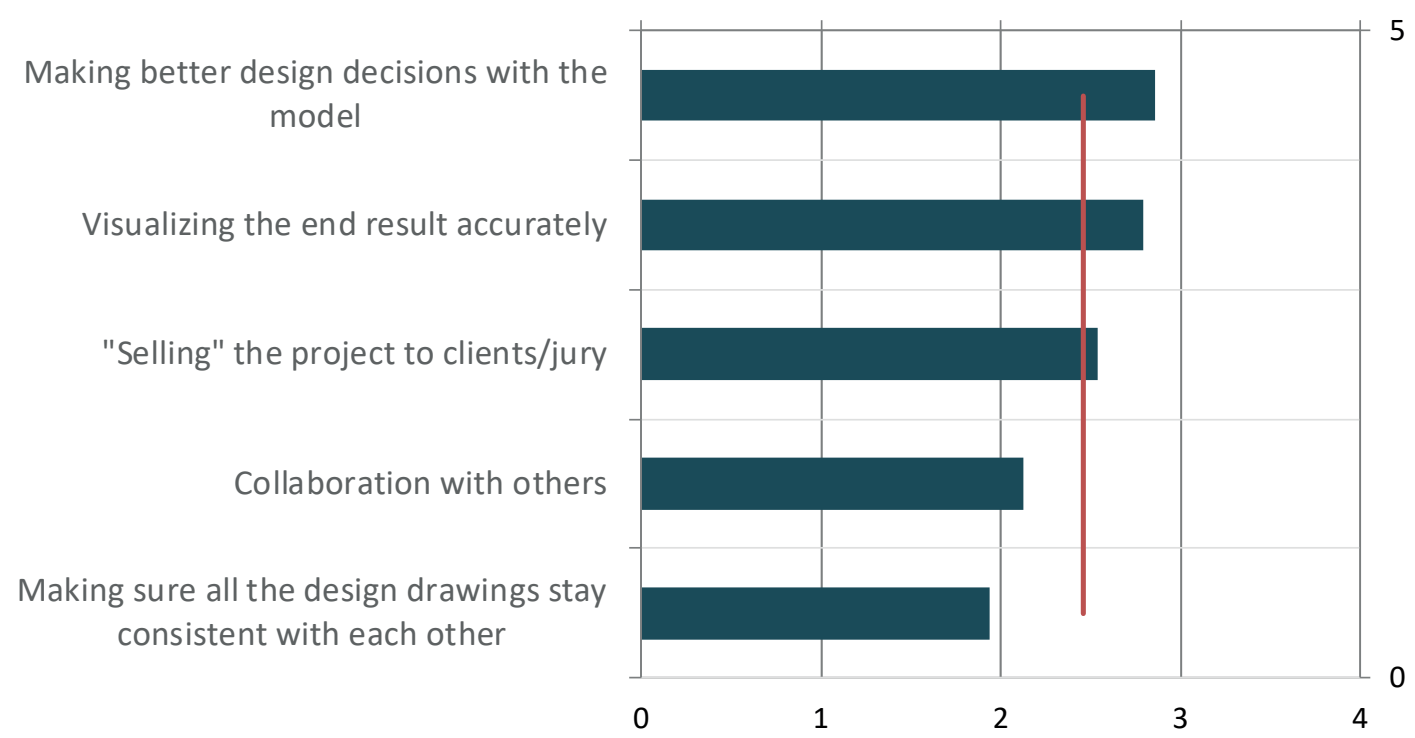 5
Making better design decisions with the
model
Visualizing the end result accurately
"Selling" the project to clients/jury
Collaboration with others
Making sure all the design drawings stay
consistent with each other
0
0 1 2 3 4